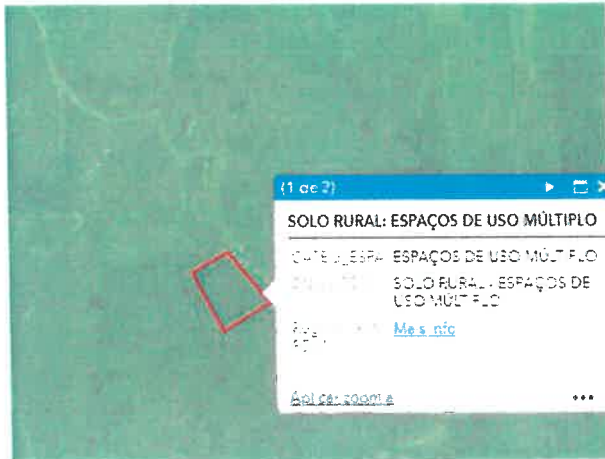 (1 de 2)
SOLO RURAL: ESPAÇOS DE USO MÚLTIPLO
ESPAÇOS DE USO MÚLTIPLO
SOLO RURAL - ESPAÇOS DE
USO MÚLTIPLO
Mais info
Aplicar zoom a